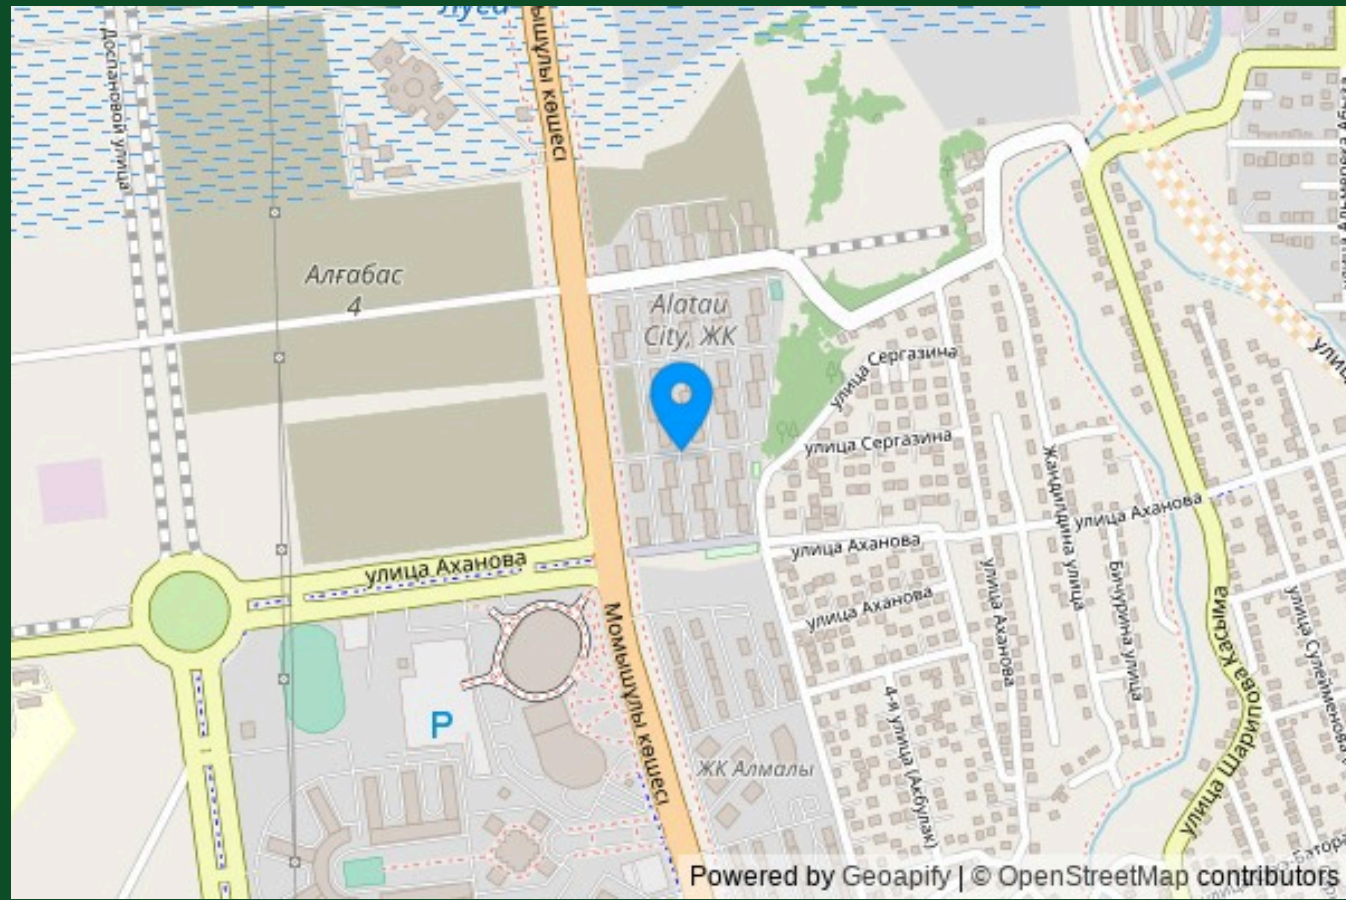 Луга
Доспановой улица
ышұлы көшесі
Алғабас
4
Alatau
City, ЖК
улица Сергазина
улица Сергазина
улица Аханова
улица Аханова
улица Аханова
улица Аханова
улица Аханова
Жандилдина улица
Бичурина улица
4-я улица (Акбулак)
Момышұлы көшесі
ЖК Алмалы
P
улица Шарипова Касыма
улица Сулейменова
Powered by Geoapify | © OpenStreetMap contributors